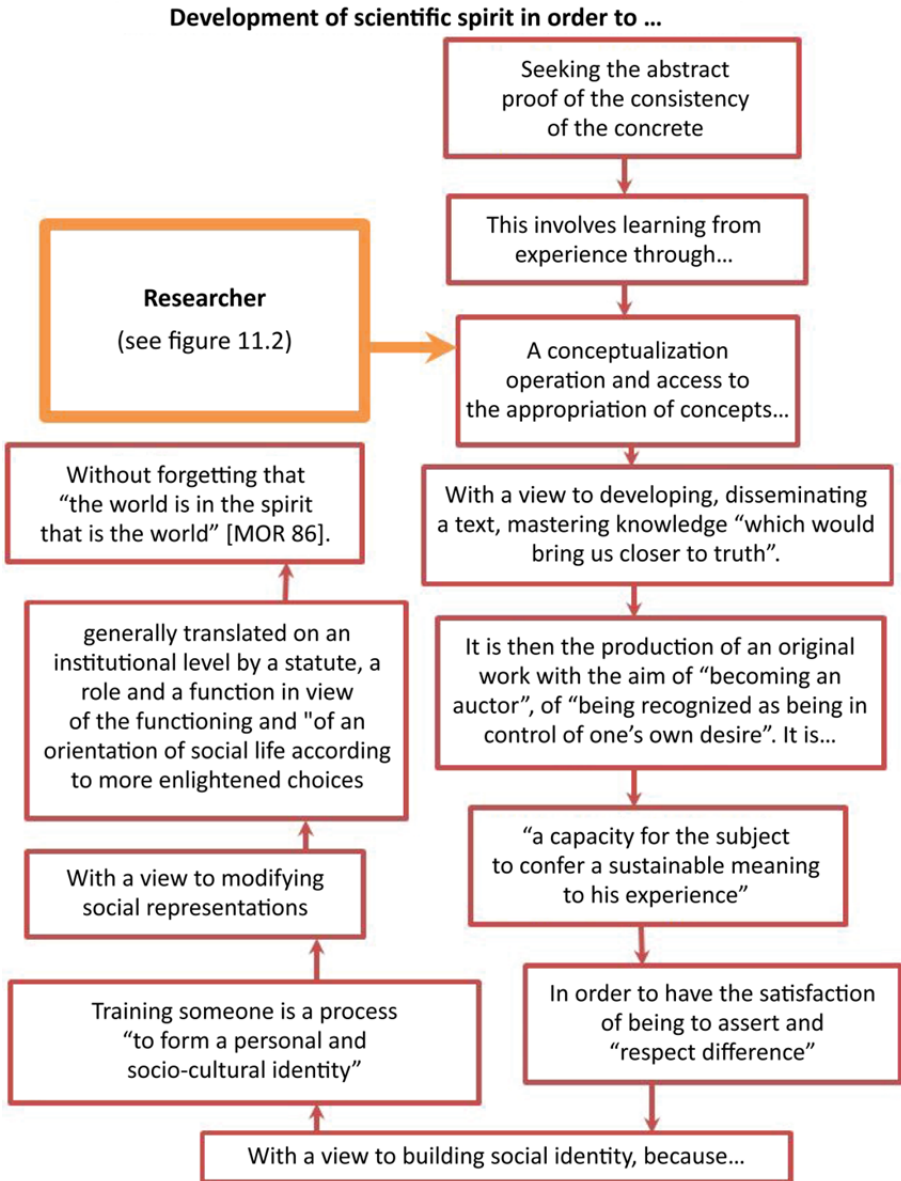 Development of scientific spirit in order to ...
Seeking the abstract
proof of the consistency
of the concrete
This involves learning from
experience through...
Researcher
(see figure 11.2)
A conceptualization
operation and access to
the appropriation of concepts...
With a view to developing, disseminating
a text, mastering knowledge “which would
bring us closer to truth”.
It is then the production of an original
work with the aim of “becoming an
auctor”, of “being recognized as being in
control of one’s own desire”. It is...
“a capacity for the subject
to confer a sustainable meaning
to his experience”
In order to have the satisfaction
of being to assert and
“respect difference”
With a view to building social identity, because...
Training someone is a process
“to form a personal and
socio-cultural identity”
With a view to modifying
social representations
generally translated on an
institutional level by a statute, a
role and a function in view
of the functioning and "of an
orientation of social life according
to more enlightened choices
Without forgetting that
“the world is in the spirit
that is the world” [MOR 86].